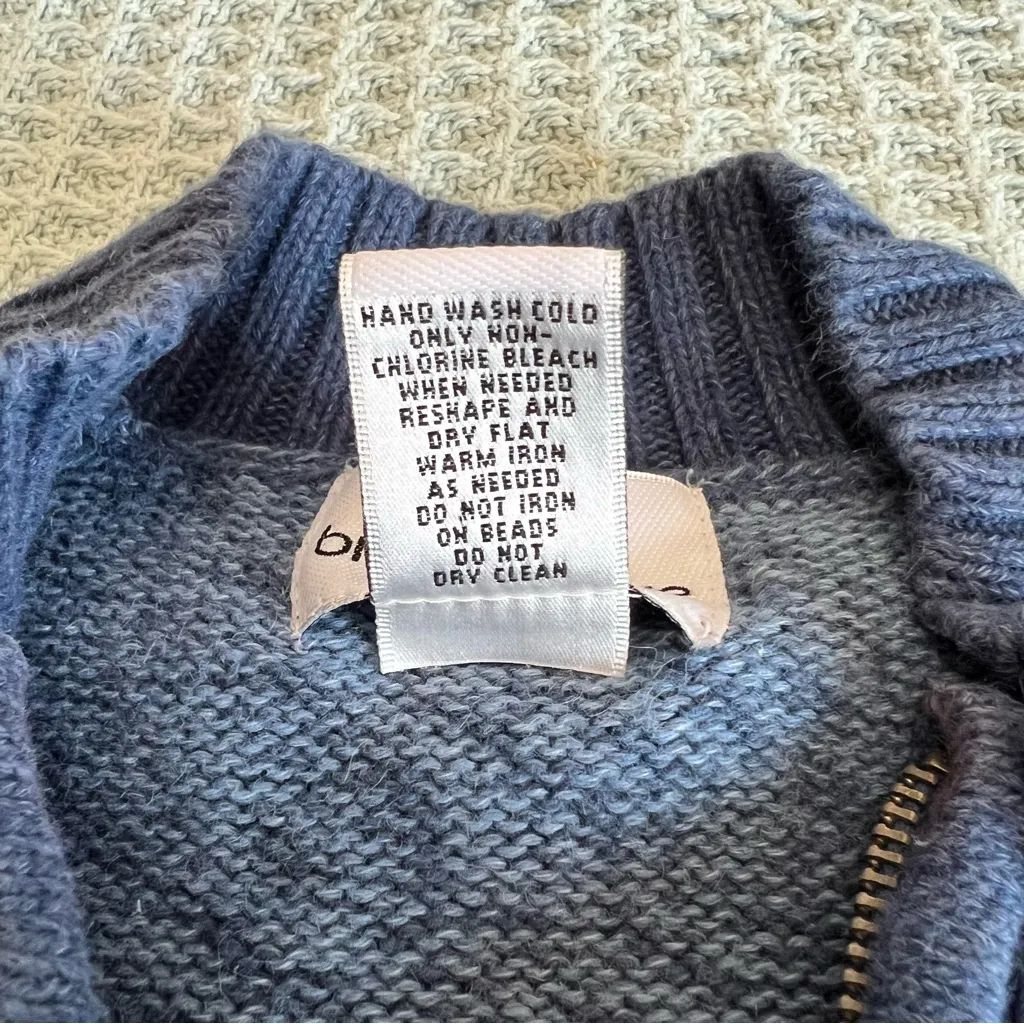 HAND WASH COLD
ONLY NON-
CHLORINE BLEACH
WHEN NEEDED
RESHAPE AND
DRY FLAT
WARM IRON
AS NEEDED
DO NOT IRON
ON BEADS
DO NOT
DRY CLEAN